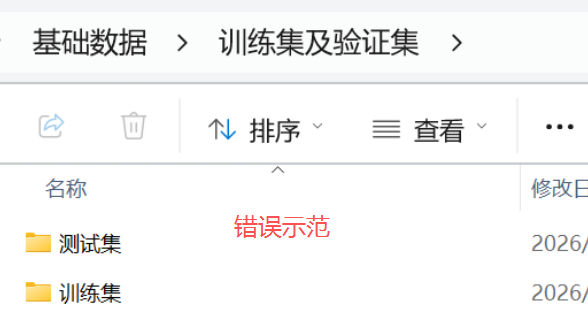 基础数据 > 训练集及验证集 >
排序 查看 ...
名称 修改日
错误示范
测试集 2026/
训练集 2026/